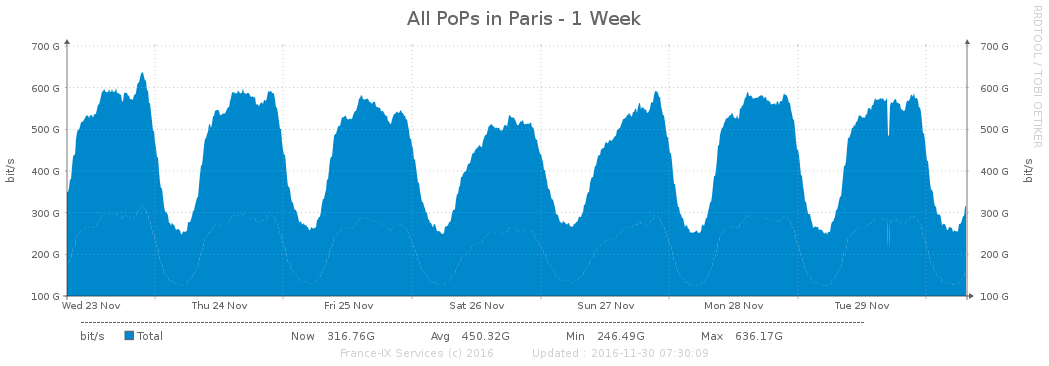 All PoPs in Paris - 1 Week
RRDTOOL / TOBI OETIKER
bit/s
700 G
600 G
500 G
400 G
300 G
200 G
100 G
700 G
600 G
500 G
400 G
300 G
200 G
100 G
bit/s
Wed 23 Nov Thu 24 Nov Fri 25 Nov Sat 26 Nov Sun 27 Nov Mon 28 Nov Tue 29 Nov
bit/s Total Now 316.76G Avg 450.32G Min 246.49G Max 636.17G
France-IX Services (c) 2016 Updated : 2016-11-30 07:30:09